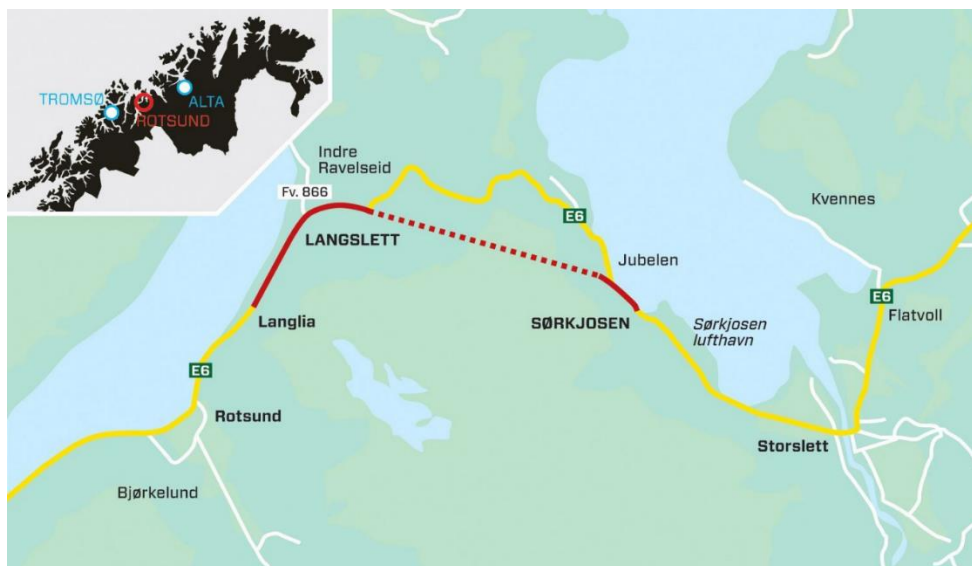 TROMSØ
ALTA
ROTSUND
Indre
Ravelseid
Fv. 866
LANGSLETT
E6
Kvennes
Jubelen
E6
Flatvoll
SØRKJOSEN
Sørkjosen
lufthavn
Langlia
E6
Rotsund
Storslett
Bjørkelund